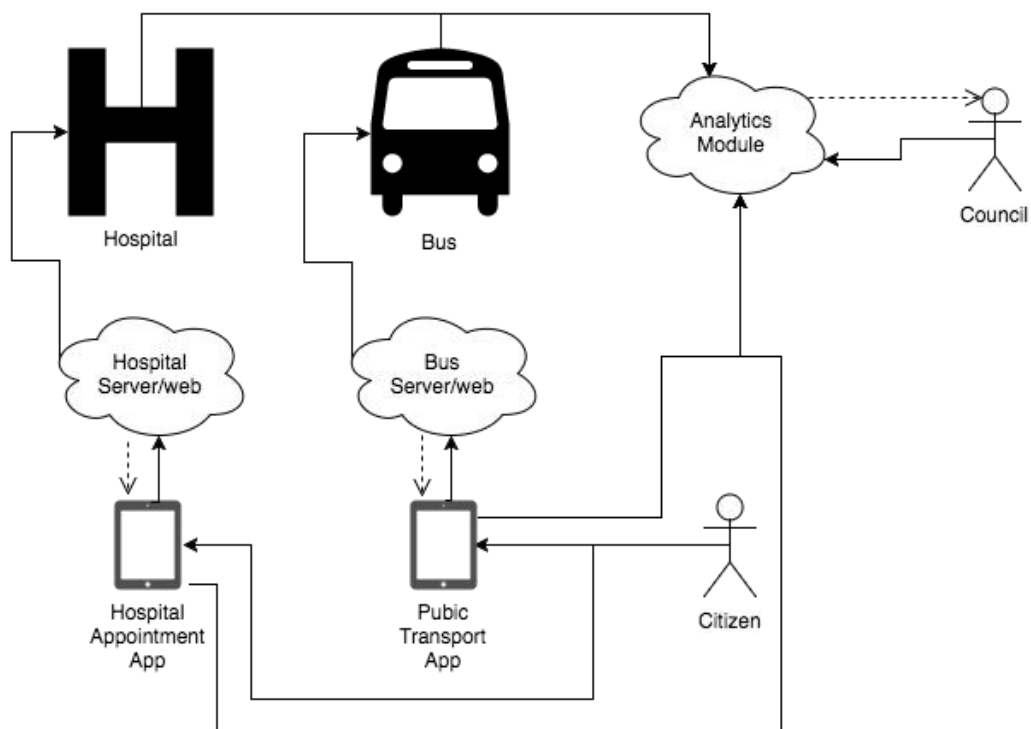 Analytics
Module
Hospital
Bus
Council
Hospital
Server/web
Bus
Server/web
Hospital
Appointment
App
Pubic
Transport
App
Citizen